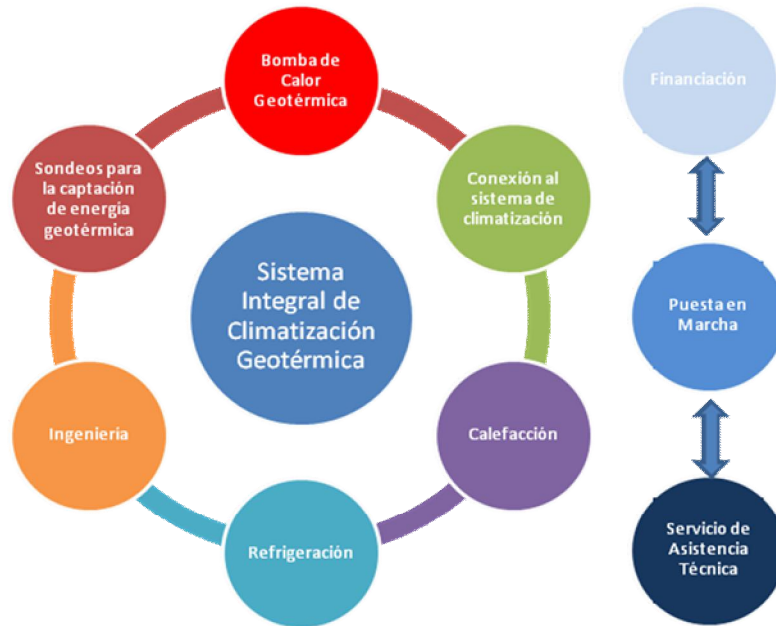 Bomba de
Calor
Geotérmica
Financiación
Sondeos para
la captación
de energía
geotérmica
Conexión al
sistema de
climatización
Sistema
Integral de
Climatización
Geotérmica
Puesta en
Marcha
Ingeniería
Calefacción
Refrigeración
Servicio de
Asistencia
Técnica